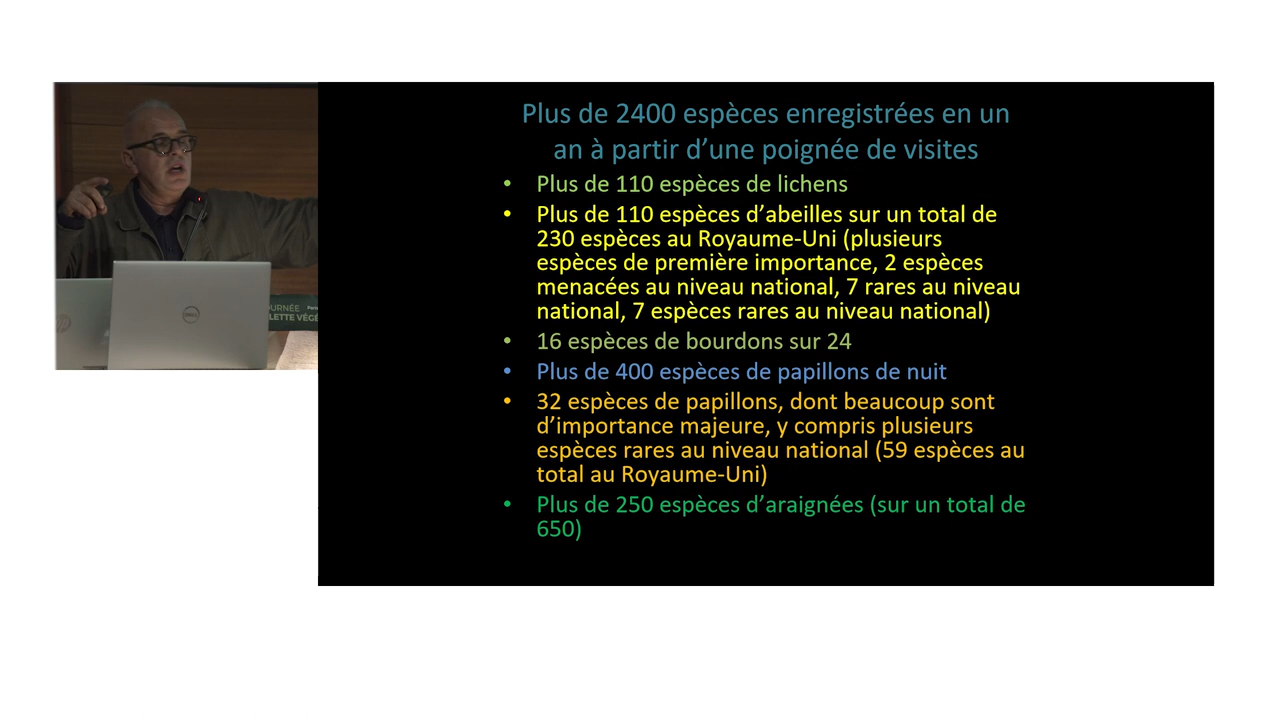 Plus de 2400 espèces enregistrées en un
an à partir d’une poignée de visites
• Plus de 110 espèces de lichens
• Plus de 110 espèces d’abeilles sur un total de
230 espèces au Royaume-Uni (plusieurs
espèces de première importance, 2 espèces
menacées au niveau national, 7 rares au niveau
national, 7 espèces rares au niveau national)
• 16 espèces de bourdons sur 24
• Plus de 400 espèces de papillons de nuit
• 32 espèces de papillons, dont beaucoup sont
d’importance majeure, y compris plusieurs
espèces rares au niveau national (59 espèces au
total au Royaume-Uni)
• Plus de 250 espèces d’araignées (sur un total de
650)
DELL